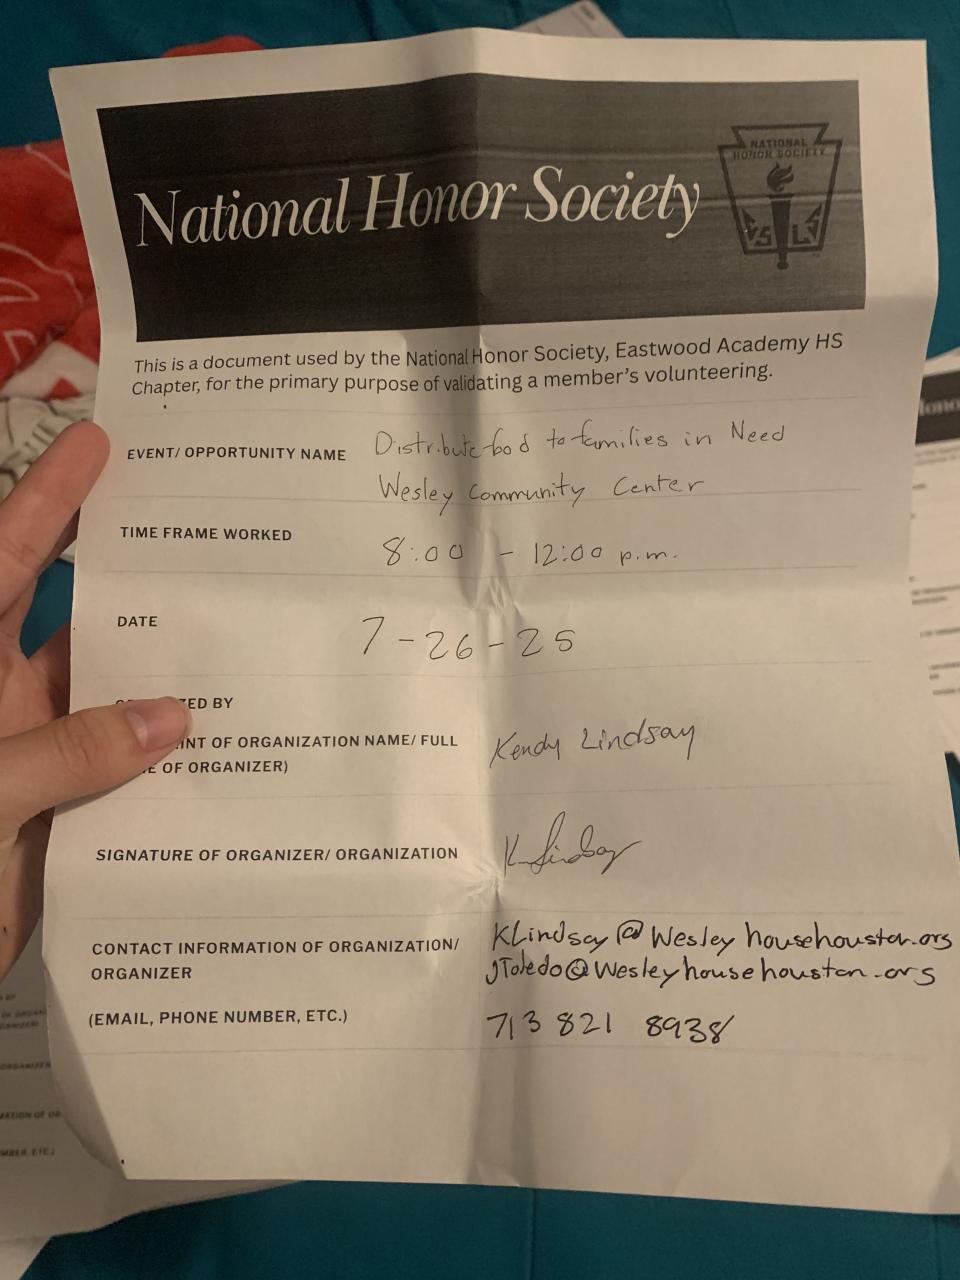 NATIONAL
HONOR SOCIETY
National Honor Society
S L S
This is a document used by the National Honor Society, Eastwood Academy HS
Chapter, for the primary purpose of validating a member's volunteering.
EVENT/ OPPORTUNITY NAME Distribute food to families in Need
Wesley Community Center
TIME FRAME WORKED 8:00 - 12:00 p.m.
DATE 7-26-25
ZED BY
INT OF ORGANIZATION NAME/ FULL Kendy Lindsay
E OF ORGANIZER)
SIGNATURE OF ORGANIZER/ ORGANIZATION K Lindsay
CONTACT INFORMATION OF ORGANIZATION/ KLindsay@Wesleyhousehouston.org
ORGANIZER JToledo@Wesleyhousehouston.org
(EMAIL, PHONE NUMBER, ETC.) 713 821 8938